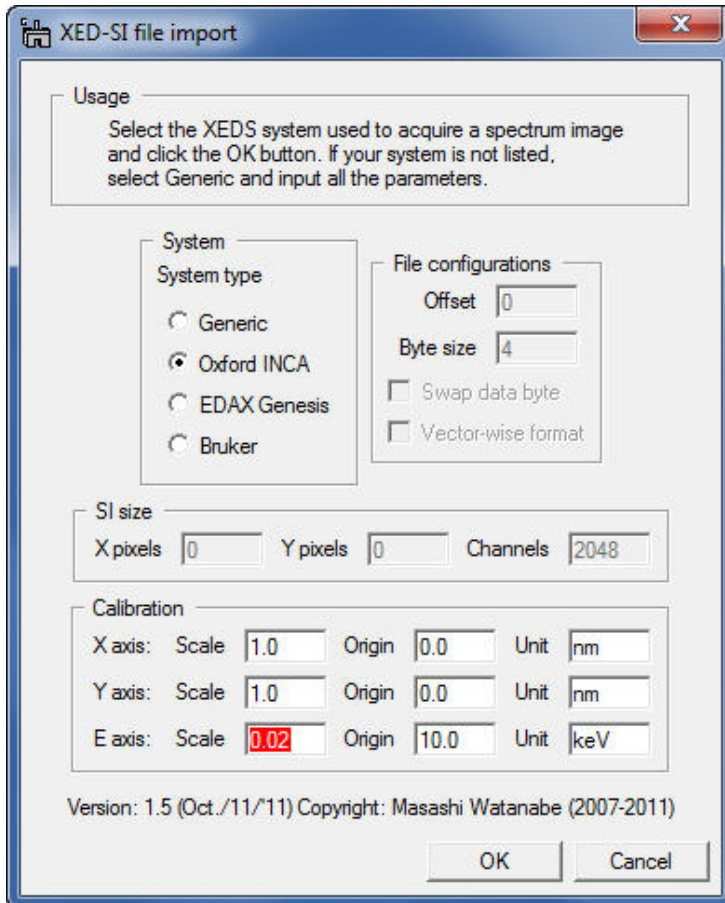 XED-SI file import
Usage
Select the XEDS system used to acquire a spectrum image
and click the OK button. If your system is not listed,
select Generic and input all the parameters.
System
System type
Generic
Oxford INCA
EDAX Genesis
Bruker
File configurations
Offset 0
Byte size 4
Swap data byte
Vector-wise format
SI size
X pixels 0 Y pixels 0 Channels 2048
Calibration
X axis: Scale 1.0 Origin 0.0 Unit nm
Y axis: Scale 1.0 Origin 0.0 Unit nm
E axis: Scale 0.02 Origin 10.0 Unit keV
Version: 1.5 (Oct./11/'11) Copyright: Masashi Watanabe (2007-2011)
OK Cancel